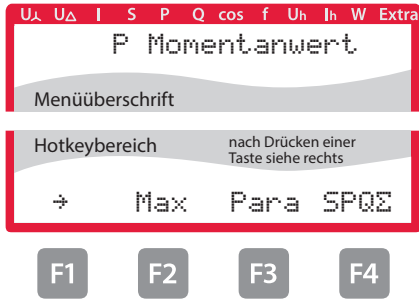 U⅄ U∆ I S P Q cos f Uh Ih W Extra
P Momentanwert
Menüüberschrift
Hotkeybereich nach Drücken einer
Taste siehe rechts
→ Max Para SPQΣ
F1 F2 F3 F4